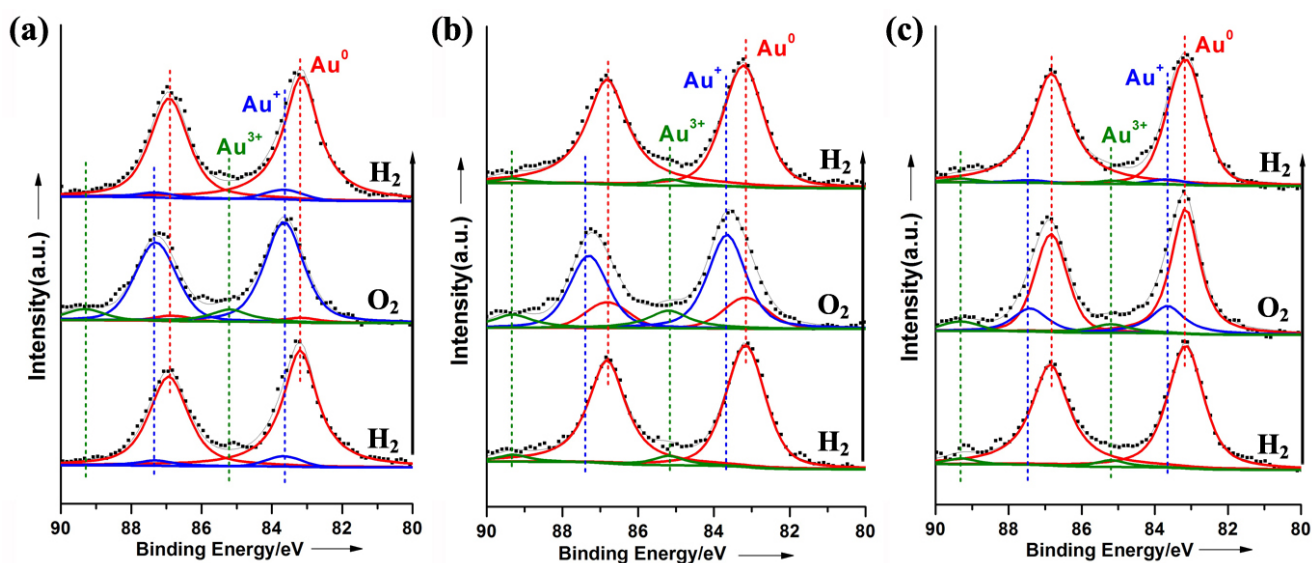 (a)
Au⁰
Au⁺
Au³⁺
H₂
O₂
H₂
Intensity(a.u.)
90 88 86 84 82 80
Binding Energy/eV
(b)
Au⁰
Au⁺
Au³⁺
H₂
O₂
H₂
Intensity(a.u.)
90 88 86 84 82 80
Binding Energy/eV
(c)
Au⁰
Au⁺
Au³⁺
H₂
O₂
H₂
Intensity(a.u.)
90 88 86 84 82 80
Binding Energy/eV